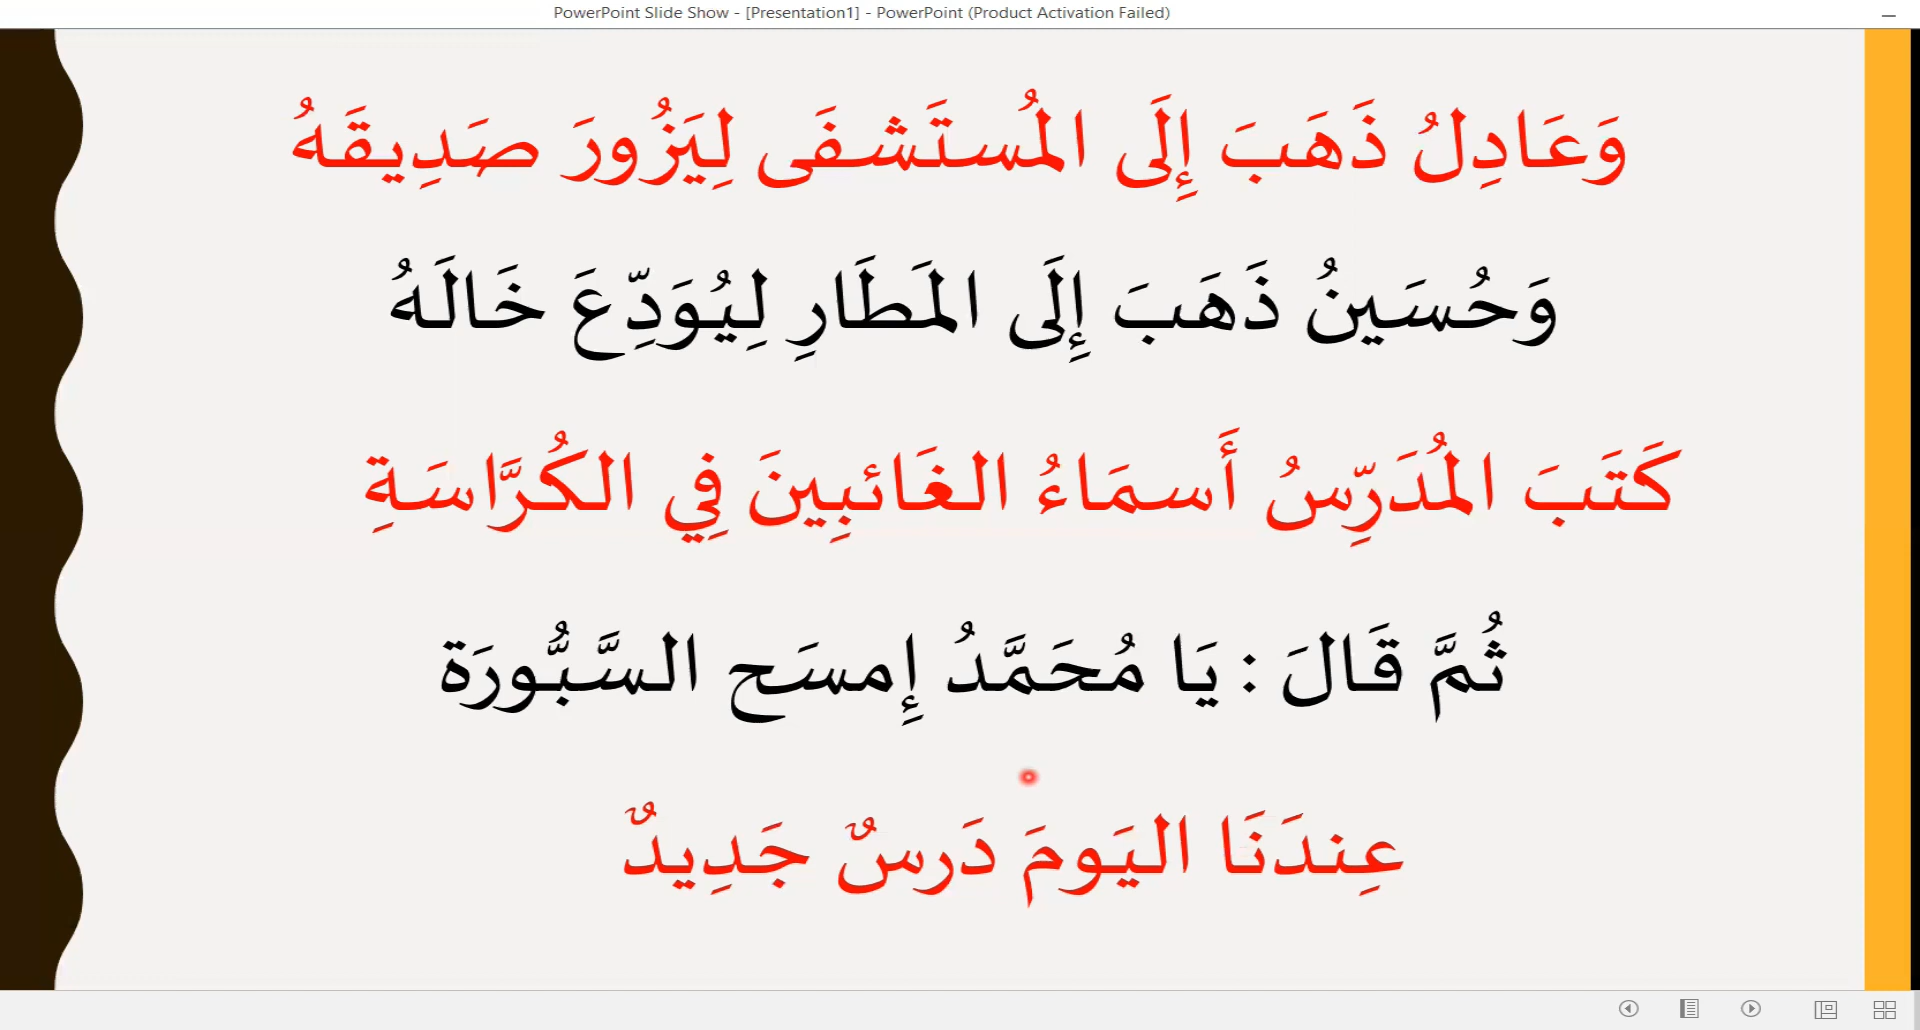 PowerPoint Slide Show - [Presentation1] - PowerPoint (Product Activation Failed)
وَعَادِلُ ذَهَبَ إِلَى المُستَشفَى لِيَزُورَ صَدِيقَهُ
وَحُسَينُ ذَهَبَ إِلَى المَطَارِ لِيُوَدِّعَ خَالَهُ
كَتَبَ المُدَرِّسُ أَسمَاءُ الغَائبِينَ فِي الكُرَّاسَةِ
ثُمَّ قَالَ : يَا مُحَمَّدُ إِمسَح السَّبُّورَة
عِندَنَا اليَومَ دَرسٌ جَدِيدٌ